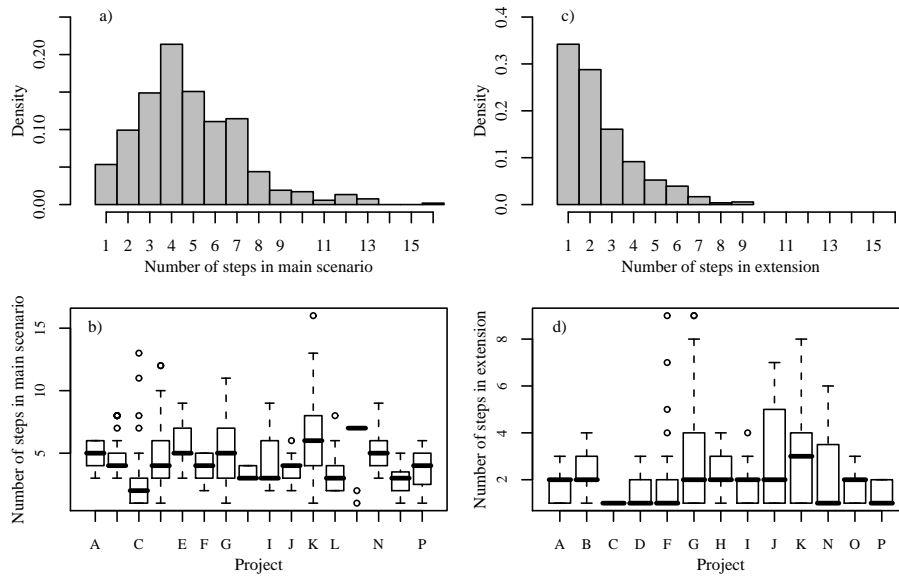 a)
0.20
0.10
0.00
Density
1 2 3 4 5 6 7 8 9 11 13 15
Number of steps in main scenario
c)
0.4
0.3
0.2
0.1
0.0
Density
1 2 3 4 5 6 7 8 9 11 13 15
Number of steps in extension
b)
15
10
5
Number of steps in main scenario
A C E F G I J K L N P
Project
d)
8
6
4
2
Number of steps in extension
A B C D F G H I J K N O P
Project